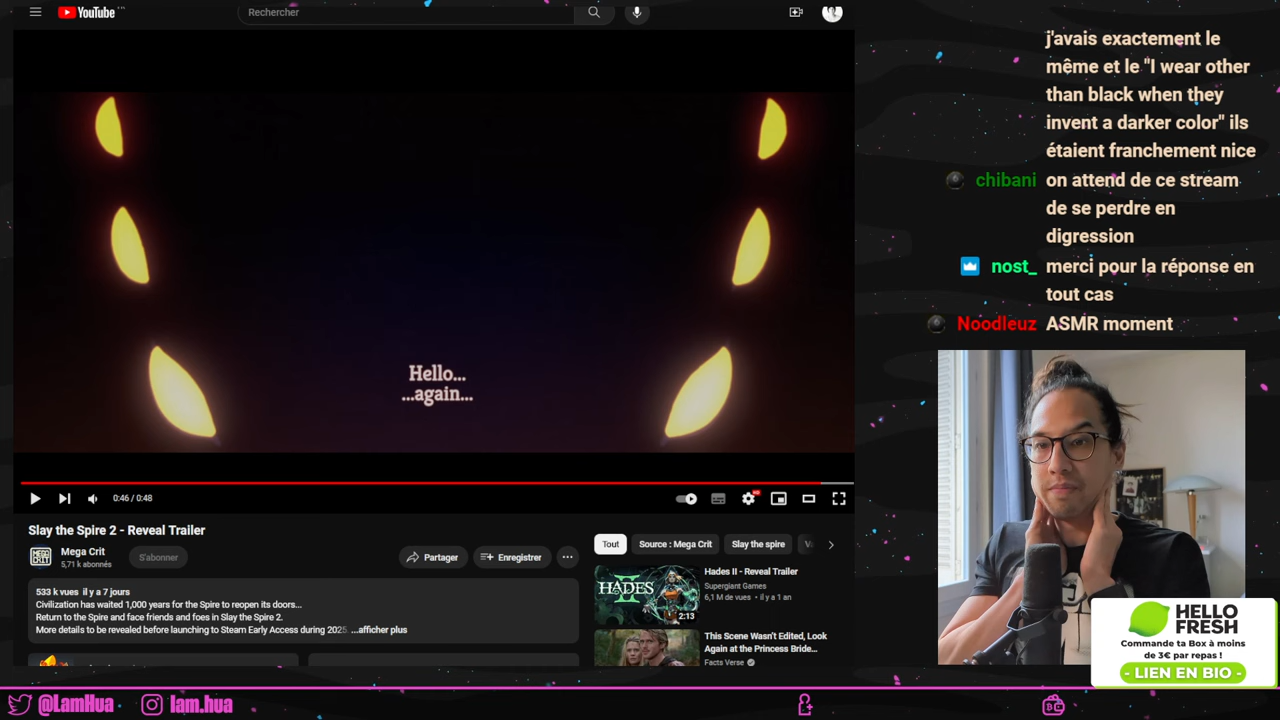 YouTube
Rechercher
Hello...
...again...
0:46 / 0:48
Slay the Spire 2 - Reveal Trailer
Mega Crit
5,71 k abonnés
S'abonner
Partager
Enregistrer
533 k vues il y a 7 jours
Civilization has waited 1,000 years for the Spire to reopen its doors...
Return to the Spire and face friends and foes in Slay the Spire 2.
More details to be revealed before launching to Steam Early Access during 2025. ...afficher plus
Tout
Source : Mega Crit
Slay the spire
HADES II
2:13
Hades II - Reveal Trailer
Supergiant Games
6,1 M de vues • il y a 1 an
This Scene Wasn't Edited, Look
Again at the Princess Bride...
Facts Verse
j'avais exactement le
même et le "I wear other
than black when they
invent a darker color" ils
étaient franchement nice
chibani on attend de ce stream
de se perdre en
digression
nost_ merci pour la réponse en
tout cas
Noodleuz ASMR moment
HELLO
FRESH
Commande ta Box à moins
de 3€ par repas !
- LIEN EN BIO -
@LamHua
lam.hua